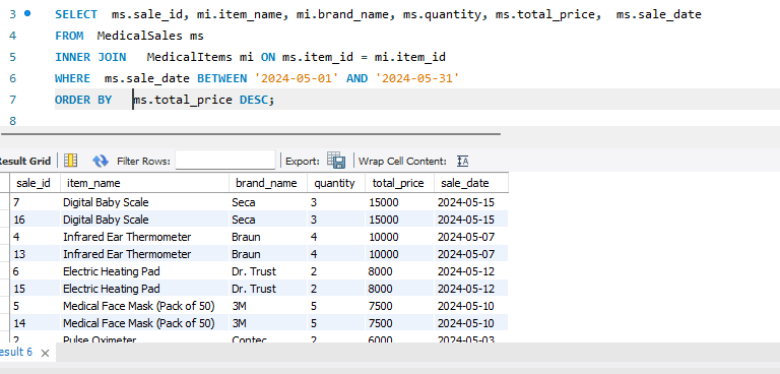 3 SELECT ms.sale_id, mi.item_name, mi.brand_name, ms.quantity, ms.total_price, ms.sale_date
4 FROM MedicalSales ms
5 INNER JOIN MedicalItems mi ON ms.item_id = mi.item_id
6 WHERE ms.sale_date BETWEEN '2024-05-01' AND '2024-05-31'
7 ORDER BY ms.total_price DESC;
8
esult Grid Filter Rows: Export: Wrap Cell Content: IA
sale_id item_name brand_name quantity total_price sale_date
7 Digital Baby Scale Seca 3 15000 2024-05-15
16 Digital Baby Scale Seca 3 15000 2024-05-15
4 Infrared Ear Thermometer Braun 4 10000 2024-05-07
13 Infrared Ear Thermometer Braun 4 10000 2024-05-07
6 Electric Heating Pad Dr. Trust 2 8000 2024-05-12
15 Electric Heating Pad Dr. Trust 2 8000 2024-05-12
5 Medical Face Mask (Pack of 50) 3M 5 7500 2024-05-10
14 Medical Face Mask (Pack of 50) 3M 5 7500 2024-05-10
2 Pulse Oximeter Contec 2 6000 2024-05-03
esult 6